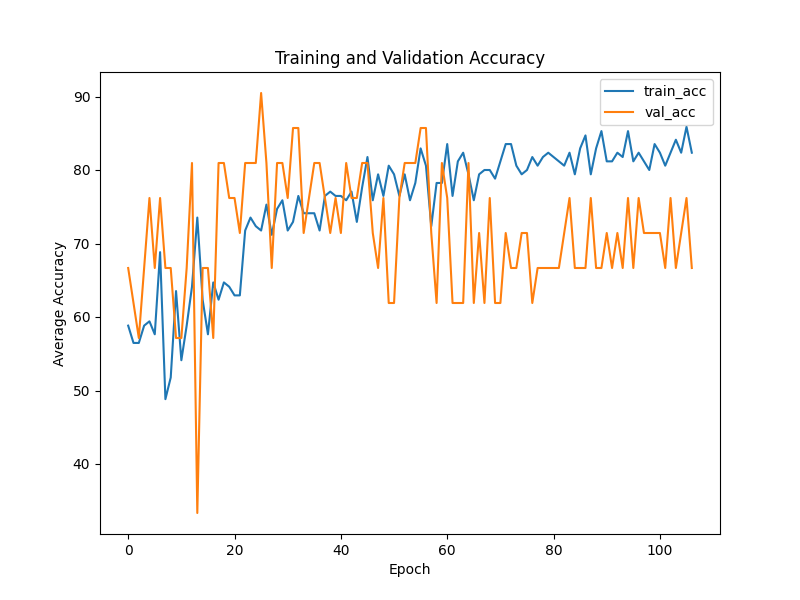 Training and Validation Accuracy
train_acc
val_acc
Average Accuracy
90
80
70
60
50
40
0 20 40 60 80 100
Epoch